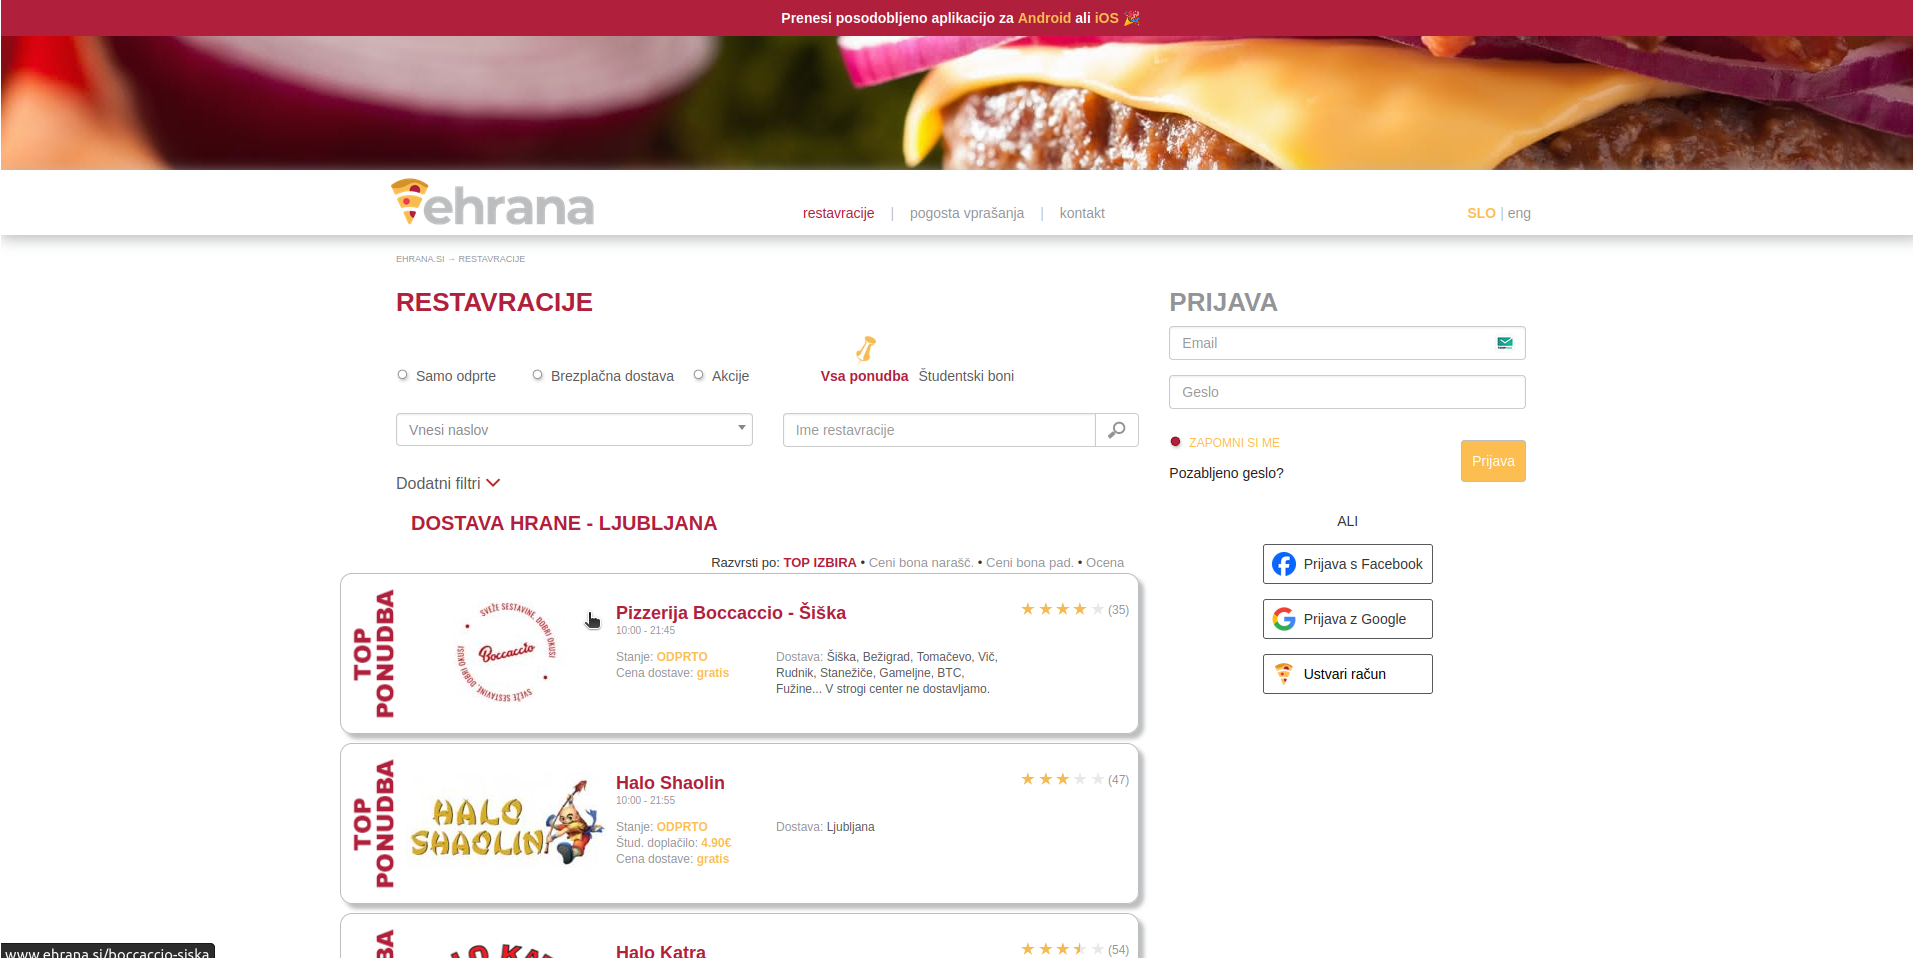 Prenesi posodobljeno aplikacijo za Android ali iOS 🎉
ehrana
restavracije | pogosta vprašanja | kontakt
SLO | eng
EHRANA.SI → RESTAVRACIJE
RESTAVRACIJE
Samo odprte Brezplačna dostava Akcije Vsa ponudba Študentski boni
Vnesi naslov
Ime restavracije
Dodatni filtri
DOSTAVA HRANE - LJUBLJANA
Razvrsti po: TOP IZBIRA • Ceni bona narašč. • Ceni bona pad. • Ocena
TOP
PONUDBA
SVEŽE SESTAVINE, DOBRI OKUSI
Boccaccio
SVEŽE SESTAVINE, DOBRI OKUSI
Pizzerija Boccaccio - Šiška
10:00 - 21:45
Stanje: ODPRTO
Cena dostave: gratis
Dostava: Šiška, Bežigrad, Tomačevo, Vič,
Rudnik, Stanežiče, Gameljne, BTC,
Fužine... V strogi center ne dostavljamo.
(35)
TOP
PONUDBA
HALO
SHAOLIN
Halo Shaolin
10:00 - 21:55
Stanje: ODPRTO
Štud. doplačilo: 4.90€
Cena dostave: gratis
Dostava: Ljubljana
(47)
Halo Katra
(54)
PRIJAVA
Email
Geslo
ZAPOMNI SI ME
Pozabljeno geslo?
Prijava
ALI
Prijava s Facebook
Prijava z Google
Ustvari račun
www.ehrana.si/boccaccio-siska